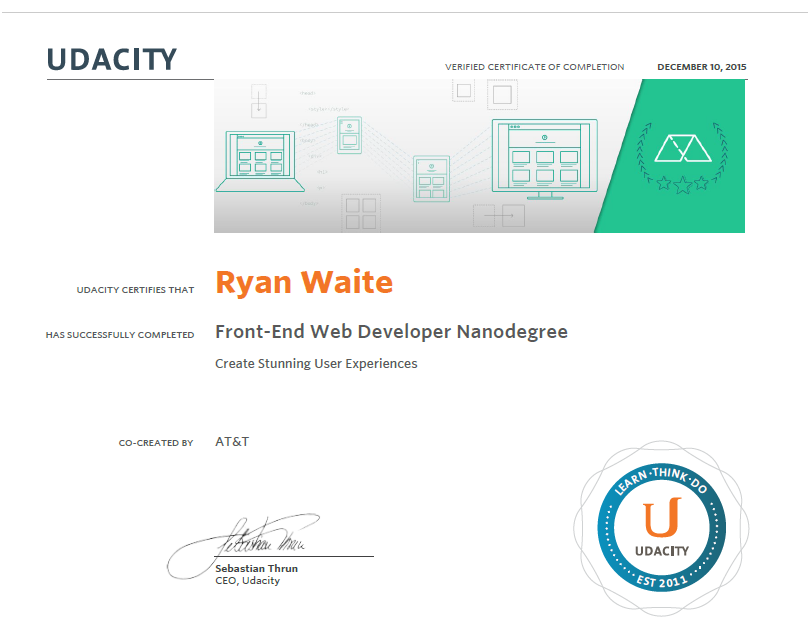 UDACITY
VERIFIED CERTIFICATE OF COMPLETION DECEMBER 10, 2015
UDACITY CERTIFIES THAT Ryan Waite
HAS SUCCESSFULLY COMPLETED Front-End Web Developer Nanodegree
Create Stunning User Experiences
CO-CREATED BY AT&T
Sebastian Thrun
Sebastian Thrun
CEO, Udacity
LEARN·THINK·DO
U
UDACITY
EST 2011